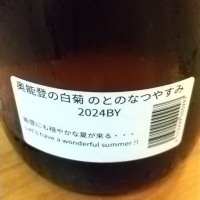 奥能登の白菊 のとのなつやすみ
2024BY
能登にも穏やかな夏が来る・・・
Let's have a wonderful summer !!